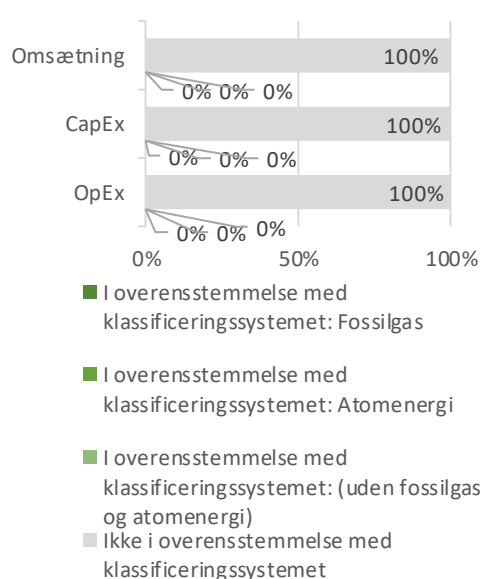 Omsætning
100%
0% 0% 0%
CapEx
100%
0% 0% 0%
OpEx
100%
0% 0% 0%
0% 50% 100%
I overensstemmelse med
klassificeringssystemet: Fossilgas
I overensstemmelse med
klassificeringssystemet: Atomenergi
I overensstemmelse med
klassificeringssystemet: (uden fossilgas
og atomenergi)
Ikke i overensstemmelse med
klassificeringssystemet